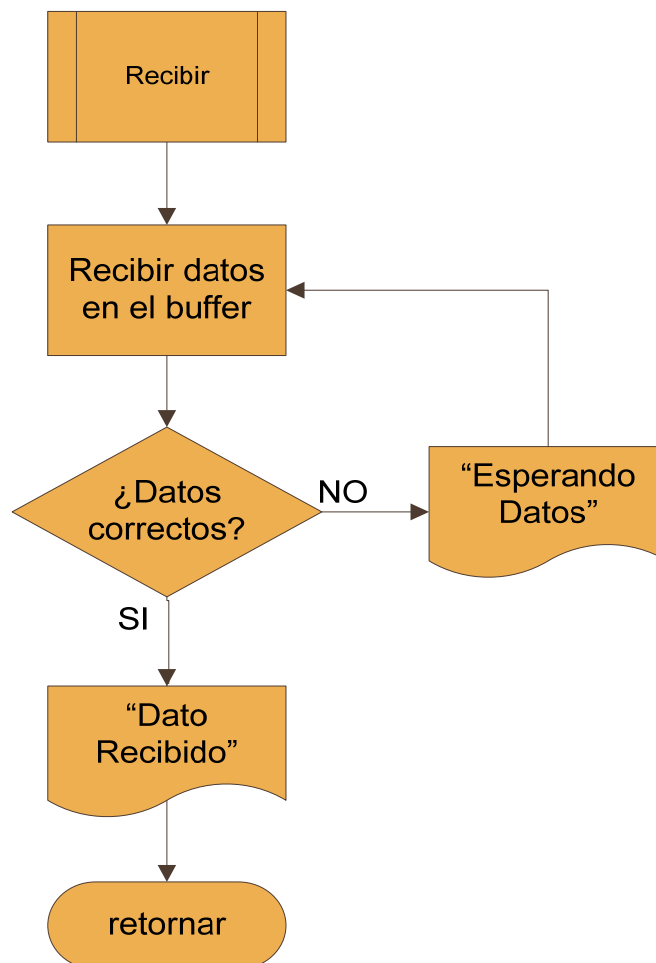 Recibir
Recibir datos
en el buffer
¿Datos
correctos?
NO
“Esperando
Datos”
SI
“Dato
Recibido”
retornar